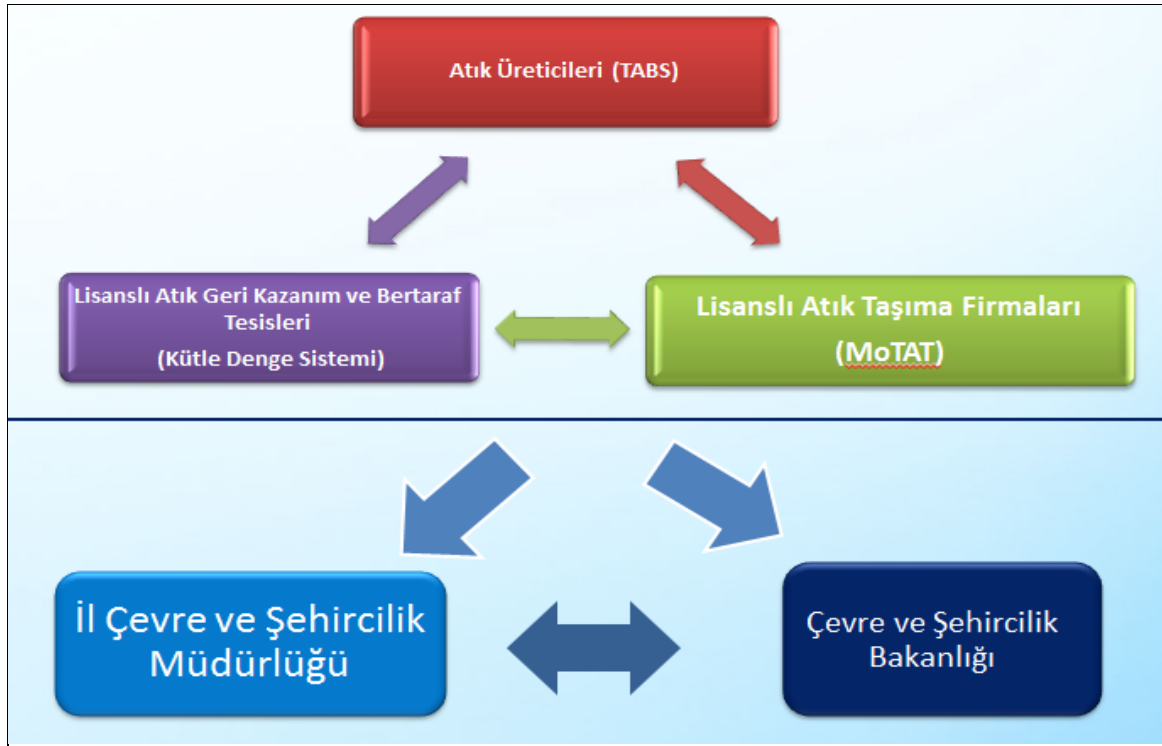 Atık Üreticileri (TABS)
Lisanslı Atık Geri Kazanım ve Bertaraf
Tesisleri
(Kütle Denge Sistemi)
Lisanslı Atık Taşıma Firmaları
(MoTAT)
İl Çevre ve Şehircilik
Müdürlüğü
Çevre ve Şehircilik
Bakanlığı